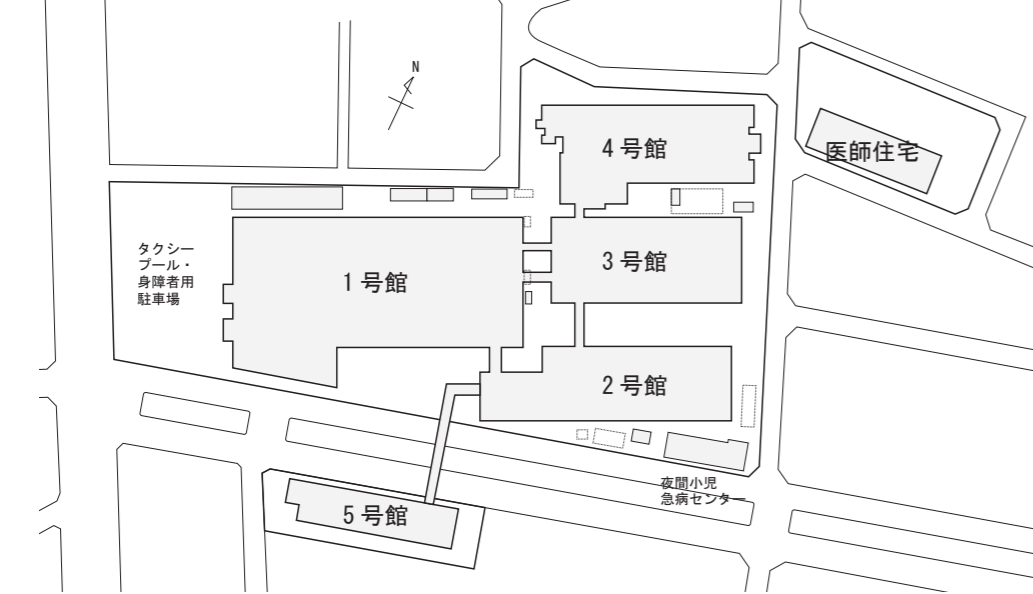 N
4号館
医師住宅
タクシー
プール・
身障者用
駐車場
1号館
3号館
2号館
夜間小児
急病センター
5号館